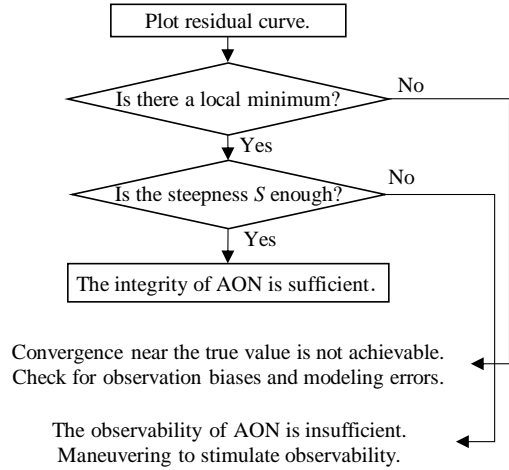 Plot residual curve.
Is there a local minimum?
No
Yes
Is the steepness S enough?
No
Yes
The integrity of AON is sufficient.
Convergence near the true value is not achievable.
Check for observation biases and modeling errors.
The observability of AON is insufficient.
Maneuvering to stimulate observability.